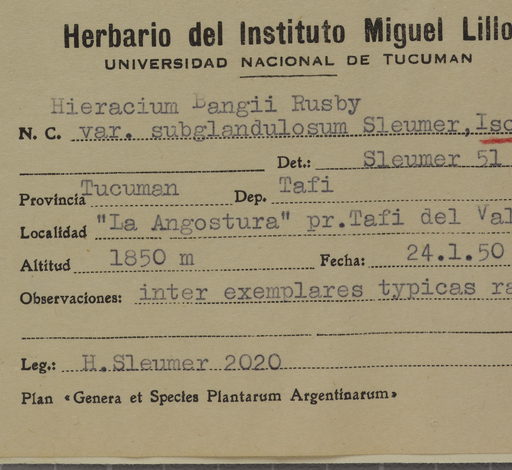 Herbario del Instituto Miguel Lillo
UNIVERSIDAD NACIONAL DE TUCUMAN
Hieracium Bangii Rusby
N. C. var. subglandulosum Sleumer, Iso
Det.: Sleumer 51
Provincia Tucuman Dep. Tafi
Localidad "La Angostura" pr.Tafi del Val
Altitud 1850 m Fecha: 24.1.50
Observaciones: inter exemplares typicas ra
Leg.: H.Sleumer 2020
Plan «Genera et Species Plantarum Argentinarum»